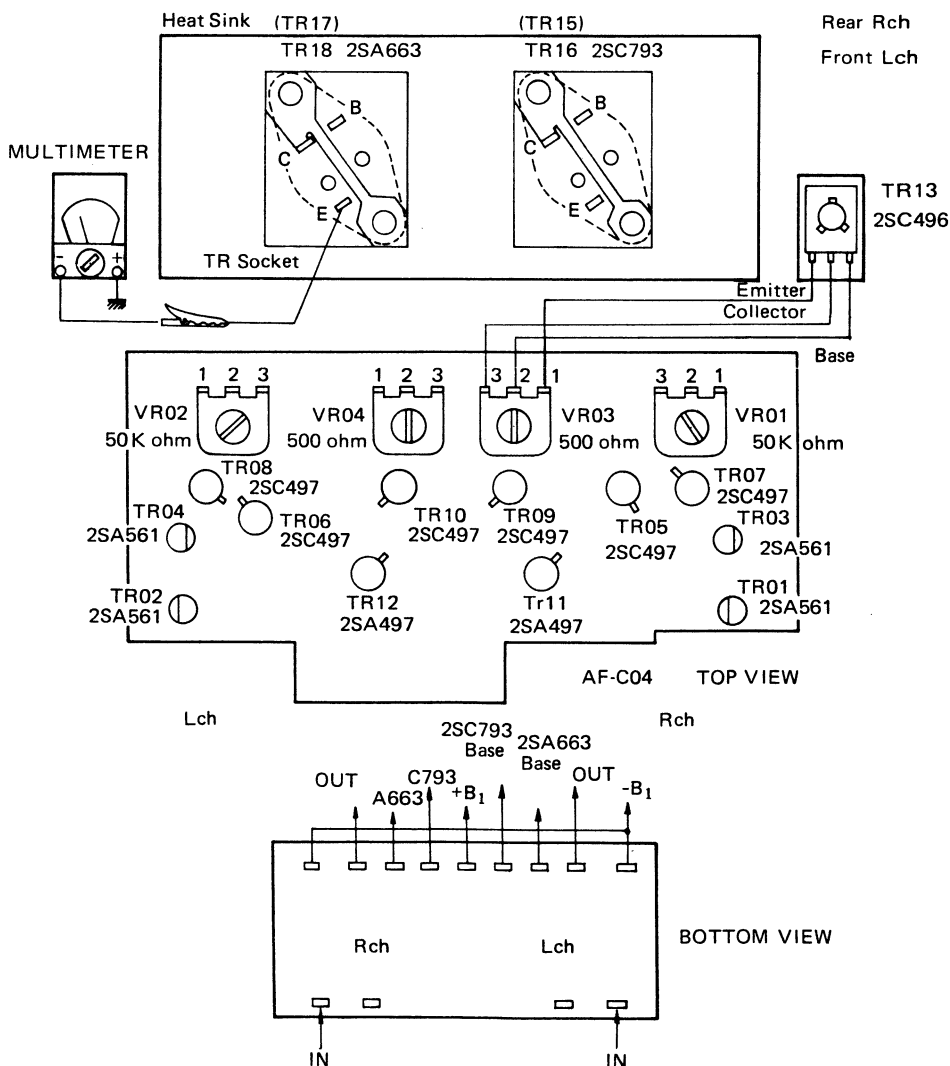 Heat Sink (TR17) (TR15) Rear Rch
TR18 2SA663 TR16 2SC793 Front Lch
MULTIMETER
B B
C C
E E
- +
TR13
2SC496
TR Socket
Emitter
Collector
Base
1 2 3 1 2 3 3 2 1 3 2 1
VR02 VR04 VR03 VR01
50K ohm 500 ohm 500 ohm 50K ohm
TR08 TR07
2SC497 2SC497
TR04 TR06 TR10 TR09 TR05 TR03
2SA561 2SC497 2SC497 2SC497 2SC497 2SA561
TR02 TR12 Tr11 TR01
2SA561 2SA497 2SA497 2SA561
AF-C04 TOP VIEW
Lch Rch
2SC793 2SA663
Base Base
OUT A663 C793 +B1 OUT -B1
Rch Lch
BOTTOM VIEW
IN IN